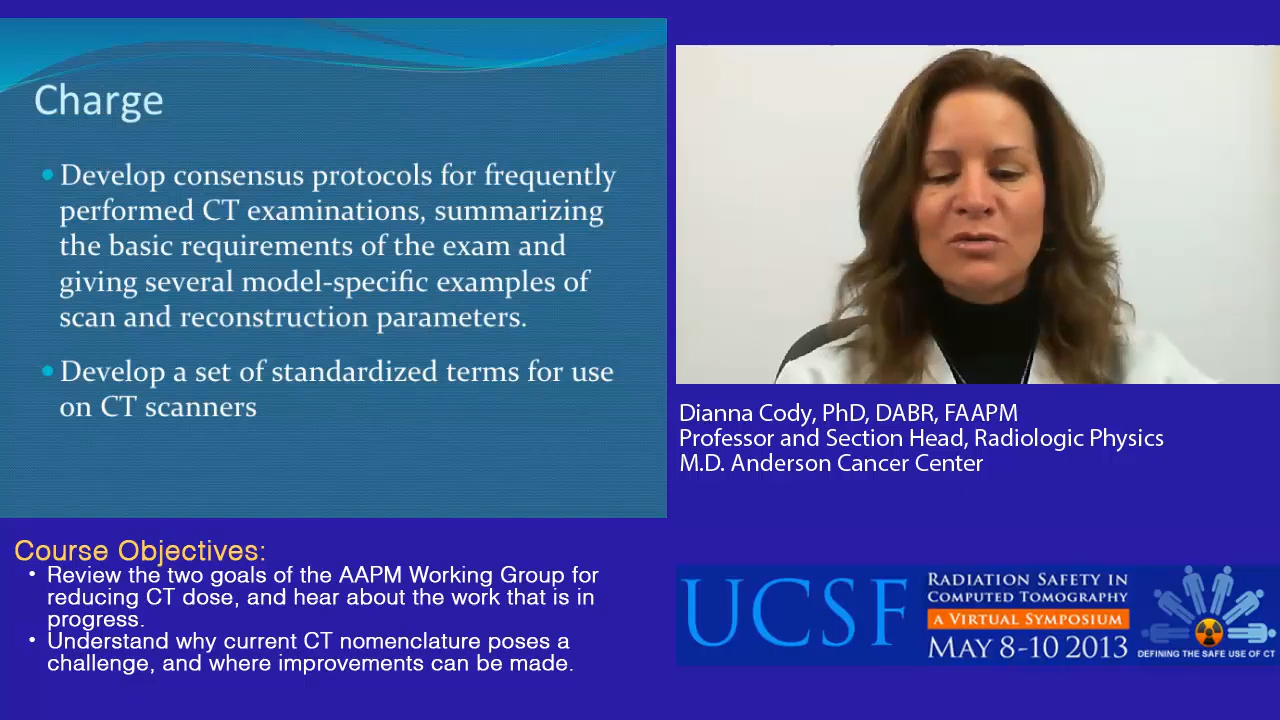 Charge
• Develop consensus protocols for frequently
performed CT examinations, summarizing
the basic requirements of the exam and
giving several model-specific examples of
scan and reconstruction parameters.
• Develop a set of standardized terms for use
on CT scanners
Dianna Cody, PhD, DABR, FAAPM
Professor and Section Head, Radiologic Physics
M.D. Anderson Cancer Center
Course Objectives:
• Review the two goals of the AAPM Working Group for
reducing CT dose, and hear about the work that is in
progress.
• Understand why current CT nomenclature poses a
challenge, and where improvements can be made.
UCSF
RADIATION SAFETY IN
COMPUTED TOMOGRAPHY
A VIRTUAL SYMPOSIUM
MAY 8-10 2013
DEFINING THE SAFE USE OF CT